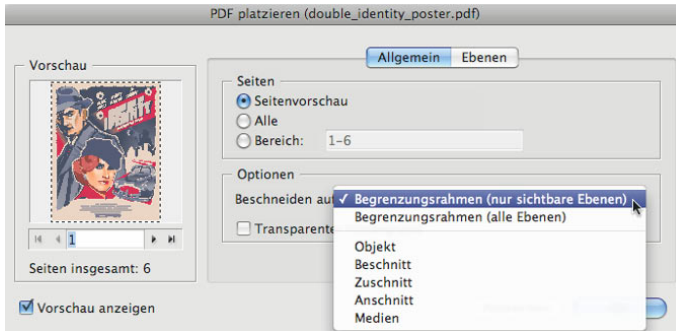 PDF platzieren (double_identity_poster.pdf)
Vorschau
1
Seiten insgesamt: 6
Vorschau anzeigen
Allgemein Ebenen
Seiten
Seitenvorschau
Alle
Bereich: 1-6
Optionen
Beschneiden auf
Begrenzungsrahmen (nur sichtbare Ebenen)
Begrenzungsrahmen (alle Ebenen)
Transparente
Objekt
Beschnitt
Zuschnitt
Anschnitt
Medien